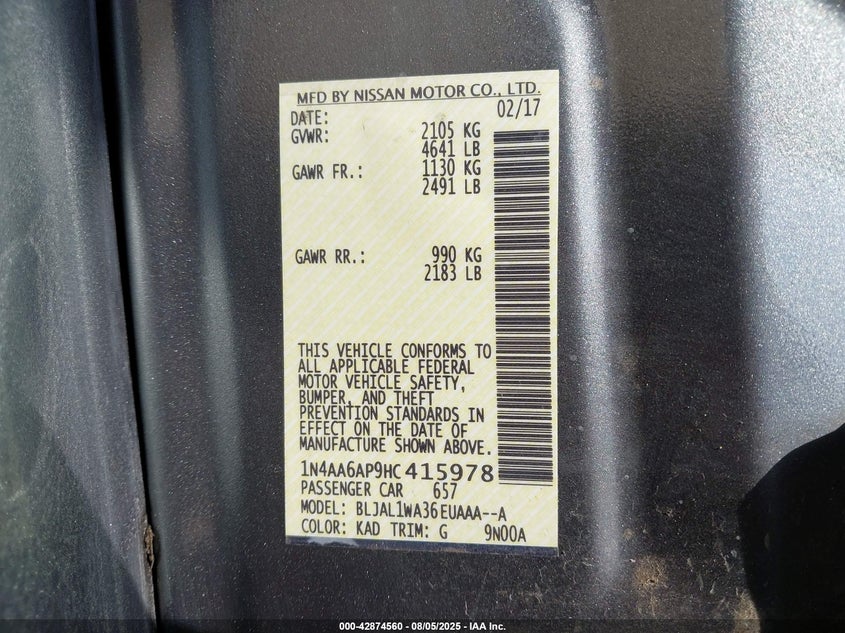 MFD BY NISSAN MOTOR CO., LTD.
DATE: 02/17
GVWR: 2105 KG
4641 LB
GAWR FR.: 1130 KG
2491 LB
GAWR RR.: 990 KG
2183 LB
THIS VEHICLE CONFORMS TO
ALL APPLICABLE FEDERAL
MOTOR VEHICLE SAFETY,
BUMPER, AND THEFT
PREVENTION STANDARDS IN
EFFECT ON THE DATE OF
MANUFACTURE SHOWN ABOVE.
1N4AA6AP9HC415978
PASSENGER CAR 657
MODEL: BLJAL1WA36EUAAA--A
COLOR: KAD TRIM: G 9N00A
000-42874560 - 08/05/2025 - IAA Inc.